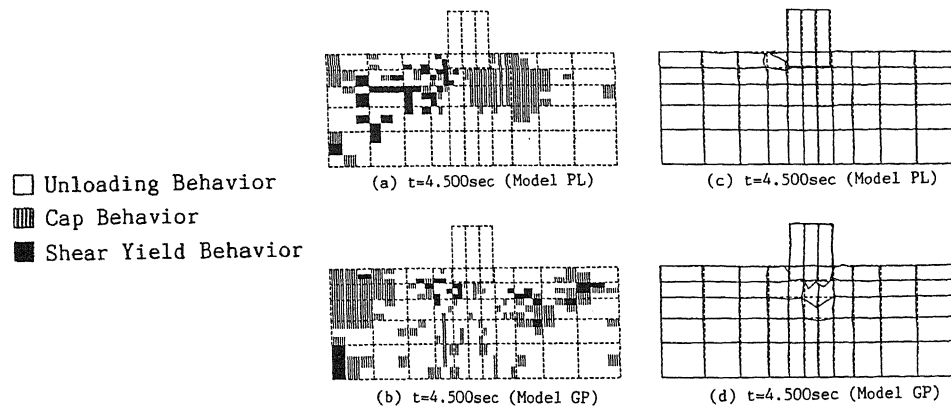 Unloading Behavior
Cap Behavior
Shear Yield Behavior
(a) t=4.500sec (Model PL)
(c) t=4.500sec (Model PL)
(b) t=4.500sec (Model GP)
(d) t=4.500sec (Model GP)